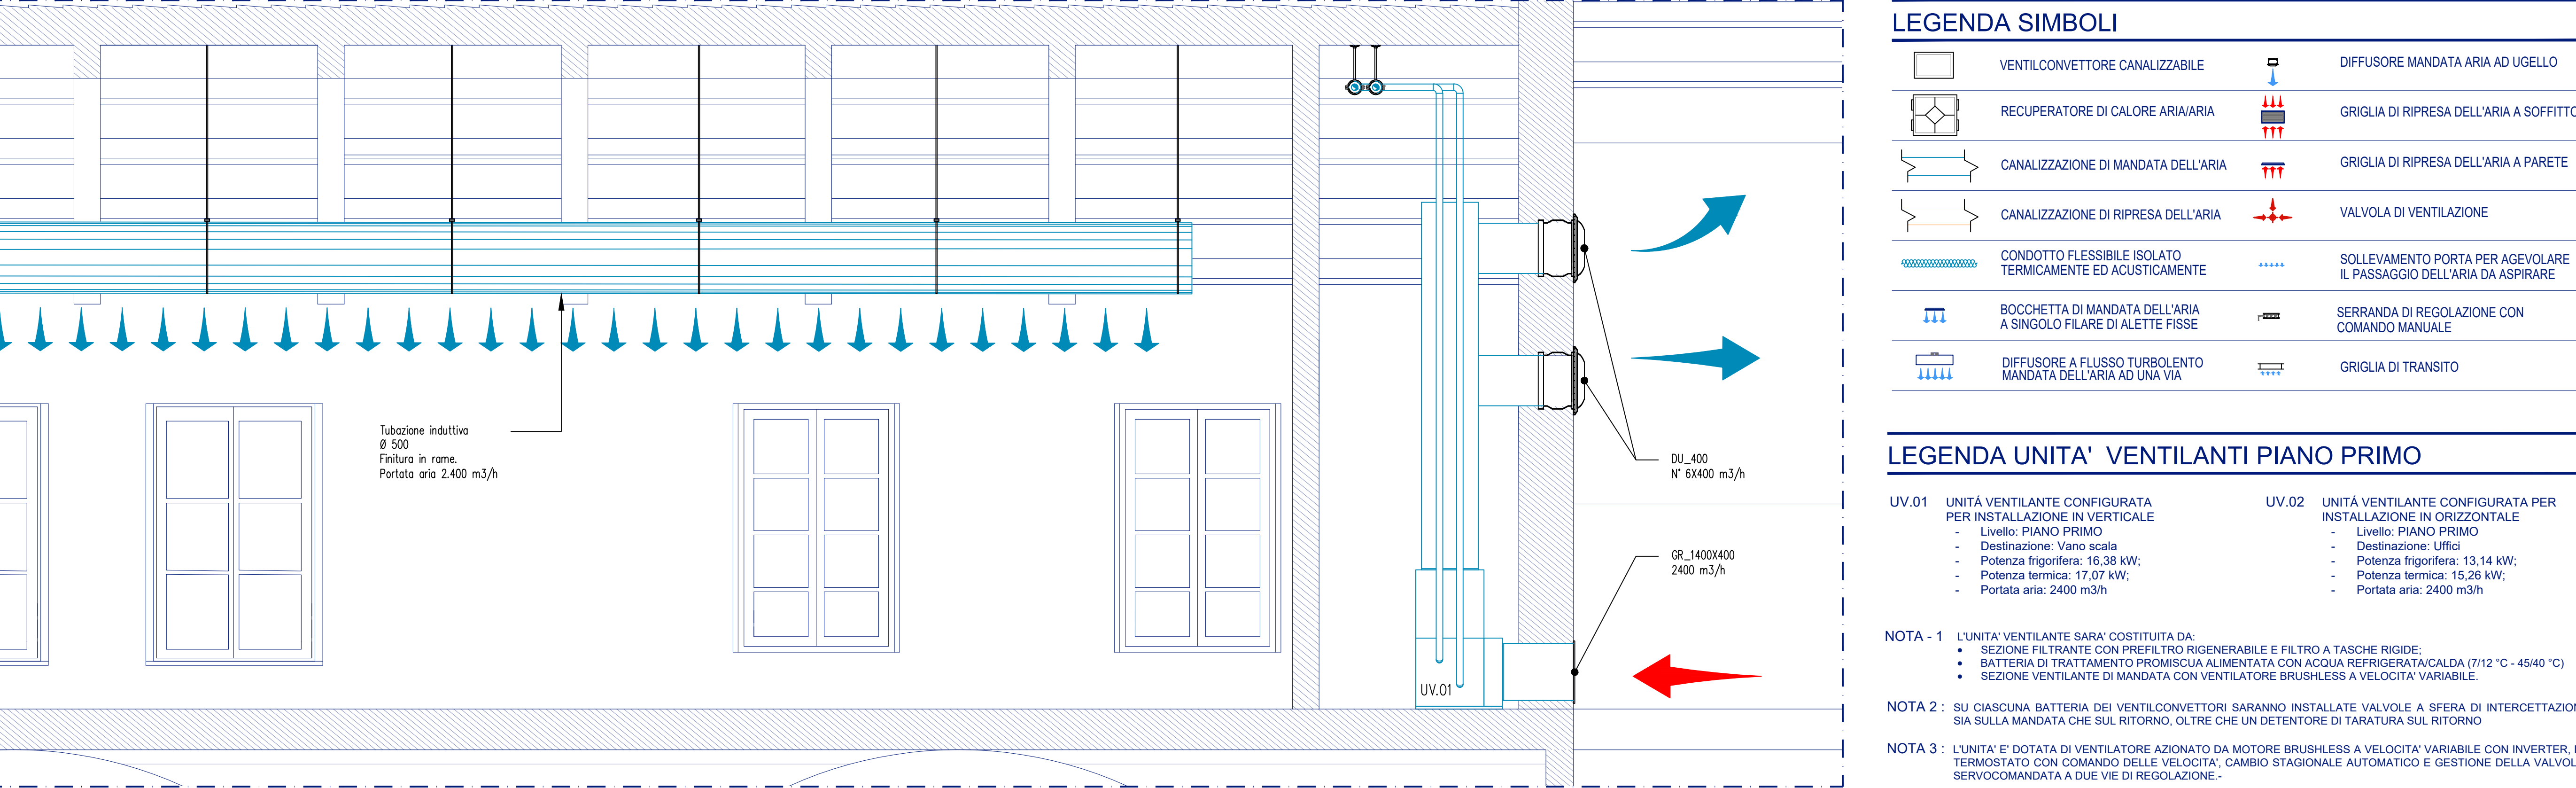 Tubazione induttiva
Ø 500
Finitura in rame.
Portata aria 2.400 m3/h
DU_400
N° 6X400 m3/h
GR_1400X400
2400 m3/h
UV.01
LEGENDA SIMBOLI
VENTILCONVETTORE CANALIZZABILE
DIFFUSORE MANDATA ARIA AD UGELLO
RECUPERATORE DI CALORE ARIA/ARIA
GRIGLIA DI RIPRESA DELL'ARIA A SOFFITTO
CANALIZZAZIONE DI MANDATA DELL'ARIA
GRIGLIA DI RIPRESA DELL'ARIA A PARETE
CANALIZZAZIONE DI RIPRESA DELL'ARIA
VALVOLA DI VENTILAZIONE
CONDOTTO FLESSIBILE ISOLATO
TERMICAMENTE ED ACUSTICAMENTE
SOLLEVAMENTO PORTA PER AGEVOLARE
IL PASSAGGIO DELL'ARIA DA ASPIRARE
BOCCHETTA DI MANDATA DELL'ARIA
A SINGOLO FILARE DI ALETTE FISSE
SERRANDA DI REGOLAZIONE CON
COMANDO MANUALE
DIFFUSORE A FLUSSO TURBOLENTO
MANDATA DELL'ARIA AD UNA VIA
GRIGLIA DI TRANSITO
LEGENDA UNITA' VENTILANTI PIANO PRIMO
UV.01 UNITÁ VENTILANTE CONFIGURATA
PER INSTALLAZIONE IN VERTICALE
- Livello: PIANO PRIMO
- Destinazione: Vano scala
- Potenza frigorifera: 16,38 kW;
- Potenza termica: 17,07 kW;
- Portata aria: 2400 m3/h
UV.02 UNITÁ VENTILANTE CONFIGURATA PER
INSTALLAZIONE IN ORIZZONTALE
- Livello: PIANO PRIMO
- Destinazione: Uffici
- Potenza frigorifera: 13,14 kW;
- Potenza termica: 15,26 kW;
- Portata aria: 2400 m3/h
NOTA - 1 L'UNITA' VENTILANTE SARA' COSTITUITA DA:
• SEZIONE FILTRANTE CON PREFILTRO RIGENERABILE E FILTRO A TASCHE RIGIDE;
• BATTERIA DI TRATTAMENTO PROMISCUA ALIMENTATA CON ACQUA REFRIGERATA/CALDA (7/12 °C - 45/40 °C)
• SEZIONE VENTILANTE DI MANDATA CON VENTILATORE BRUSHLESS A VELOCITA' VARIABILE.
NOTA 2 : SU CIASCUNA BATTERIA DEI VENTILCONVETTORI SARANNO INSTALLATE VALVOLE A SFERA DI INTERCETTAZION
SIA SULLA MANDATA CHE SUL RITORNO, OLTRE CHE UN DETENTORE DI TARATURA SUL RITORNO
NOTA 3 : L'UNITA' E' DOTATA DI VENTILATORE AZIONATO DA MOTORE BRUSHLESS A VELOCITA' VARIABILE CON INVERTER,
TERMOSTATO CON COMANDO DELLE VELOCITA', CAMBIO STAGIONALE AUTOMATICO E GESTIONE DELLA VALVOL
SERVOCOMANDATA A DUE VIE DI REGOLAZIONE.-